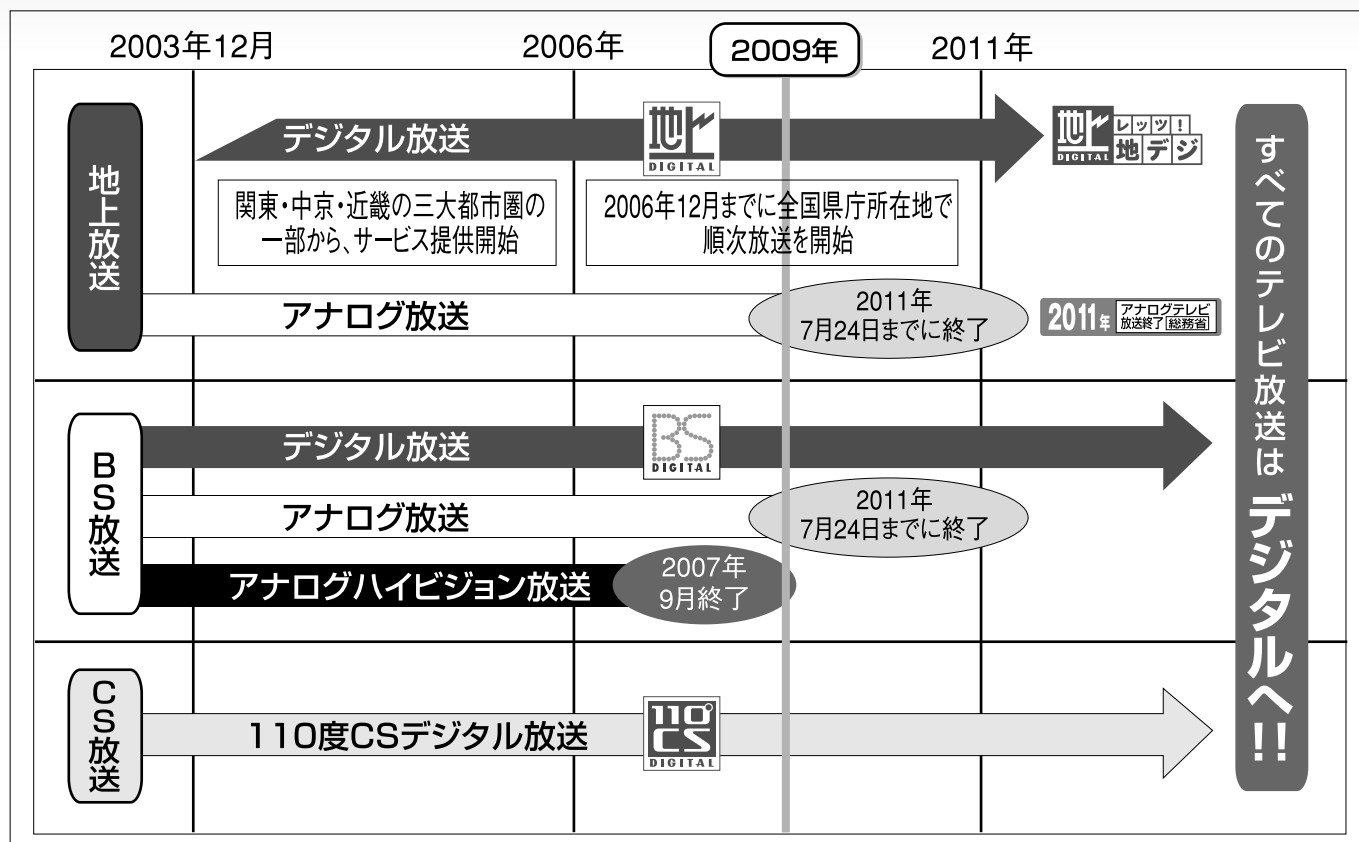 2003年12月
2006年
2009年
2011年
地上放送
デジタル放送
地上
DIGITAL
地上
DIGITAL
レッツ!
地デジ
関東・中京・近畿の三大都市圏の
一部から、サービス提供開始
2006年12月までに全国県庁所在地で
順次放送を開始
アナログ放送
2011年
7月24日までに終了
2011年
アナログテレビ
放送終了 総務省
BS放送
デジタル放送
BS
DIGITAL
アナログ放送
2011年
7月24日までに終了
アナログハイビジョン放送
2007年
9月終了
CS放送
110度CSデジタル放送
110°
CS
DIGITAL
すべてのテレビ放送はデジタルへ!!